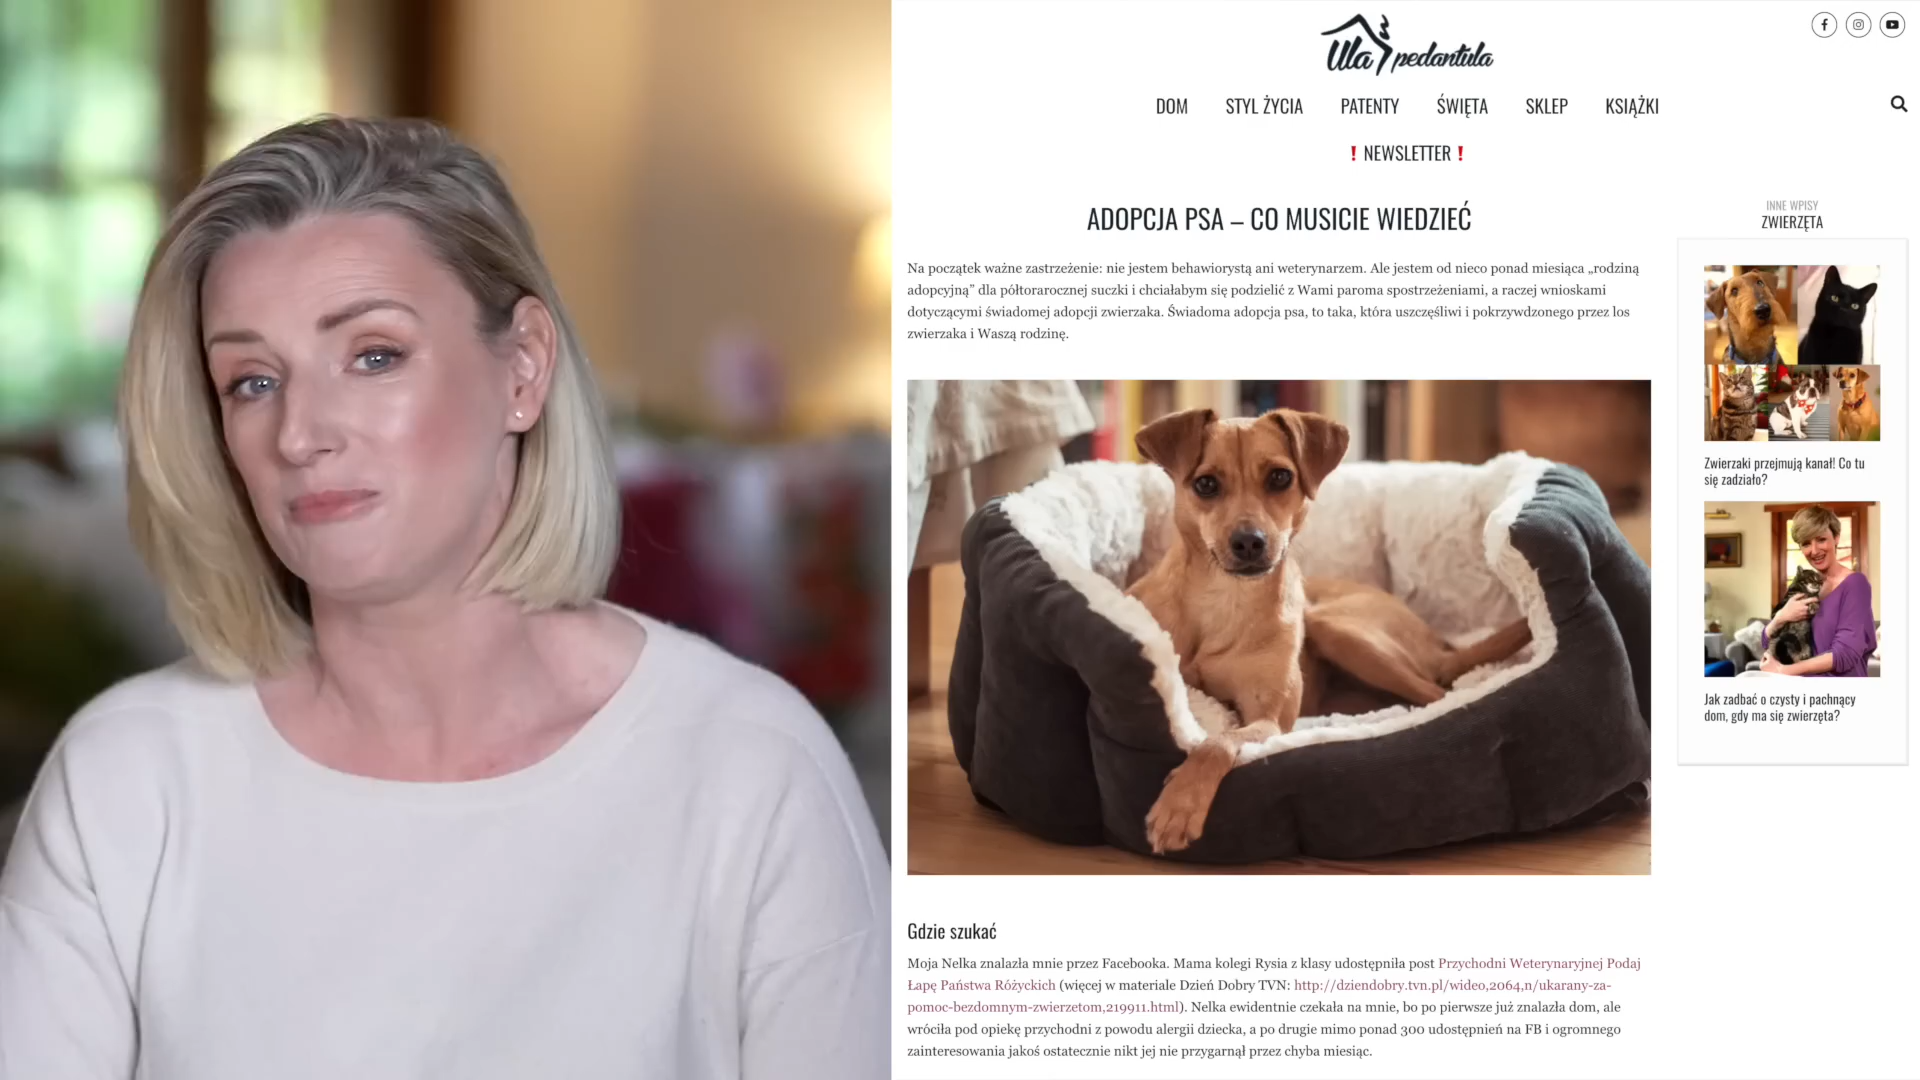 Ula pedantula
DOM STYL ŻYCIA PATENTY ŚWIĘTA SKLEP KSIĄŻKI
! NEWSLETTER !
ADOPCJA PSA – CO MUSICIE WIEDZIEĆ
Na początek ważne zastrzeżenie: nie jestem behawiorystą ani weterynarzem. Ale jestem od nieco ponad miesiąca „rodziną
adopcyjną” dla półtorarocznej suczki i chciałabym się podzielić z Wami paroma spostrzeżeniami, a raczej wnioskami
dotyczącymi świadomej adopcji zwierzaka. Świadoma adopcja psa, to taka, która uszczęśliwi i pokrzywdzonego przez los
zwierzaka i Waszą rodzinę.
Gdzie szukać
Moja Nelka znalazła mnie przez Facebooka. Mama kolegi Rysia z klasy udostępniła post Przychodni Weterynaryjnej Podaj
Łapę Państwa Różyckich (więcej w materiale Dzień Dobry TVN: http://dziendobry.tvn.pl/wideo,2064,n/ukarany-za-
pomoc-bezdomnym-zwierzetom,219911.html). Nelka ewidentnie czekała na mnie, bo po pierwsze już znalazła dom, ale
wróciła pod opiekę przychodni z powodu alergii dziecka, a po drugie mimo ponad 300 udostępnień na FB i ogromnego
zainteresowania jakoś ostatecznie nikt jej nie przygarnął przez chyba miesiąc.
INNE WPISY
ZWIERZĘTA
Zwierzaki przejmują kanał! Co tu
się zadziało?
Jak zadbać o czysty i pachnący
dom, gdy ma się zwierzęta?